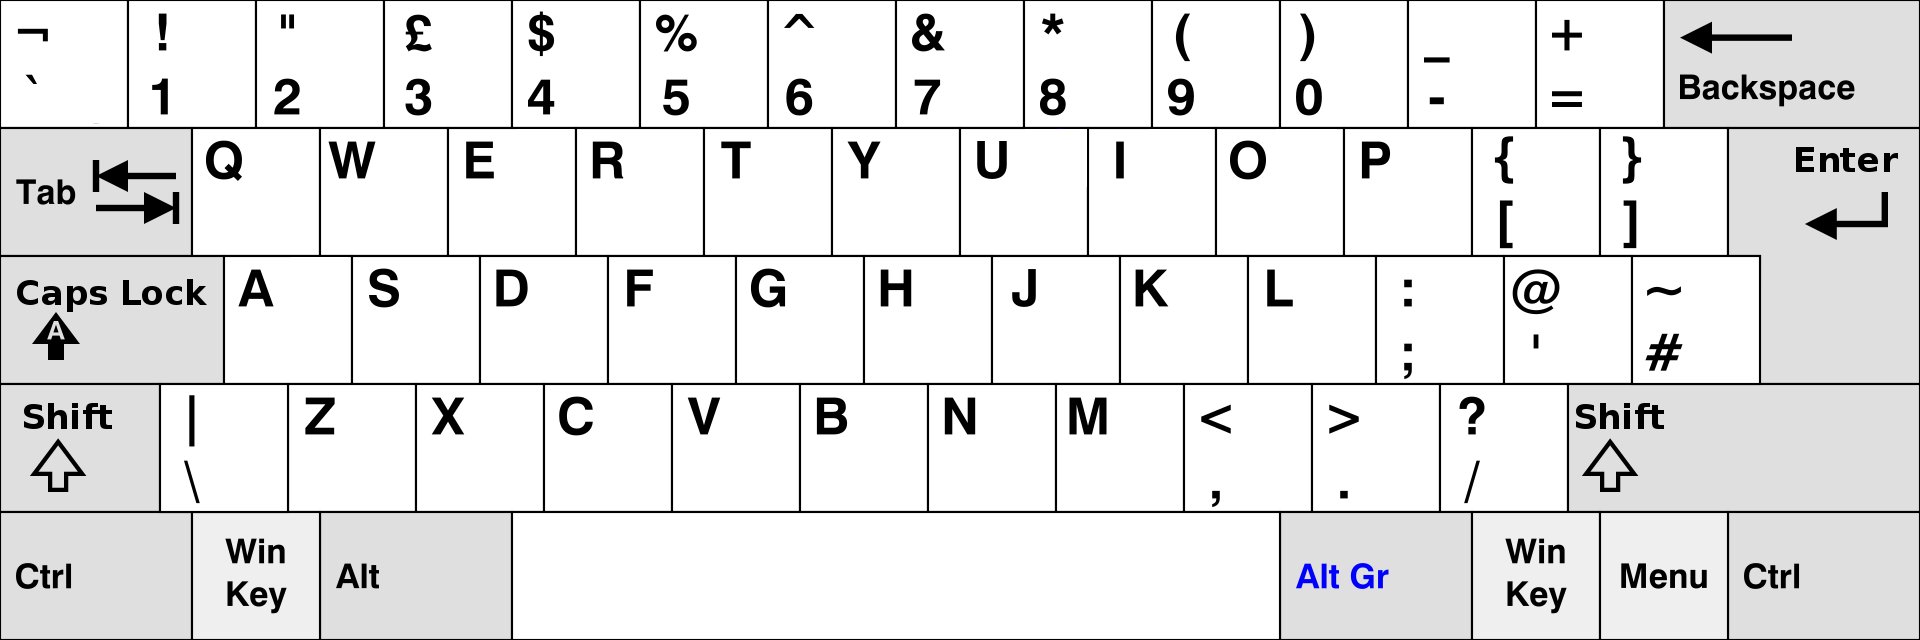 ¬ ! " £ $ % ^ & * ( ) _ +
` 1 2 3 4 5 6 7 8 9 0 - = Backspace
Tab Q W E R T Y U I O P { } Enter
[ ]
Caps Lock A S D F G H J K L : @ ~
A ; ' #
Shift | Z X C V B N M < > ? Shift
\ , . /
Ctrl Win Key Alt Alt Gr Win Key Menu Ctrl